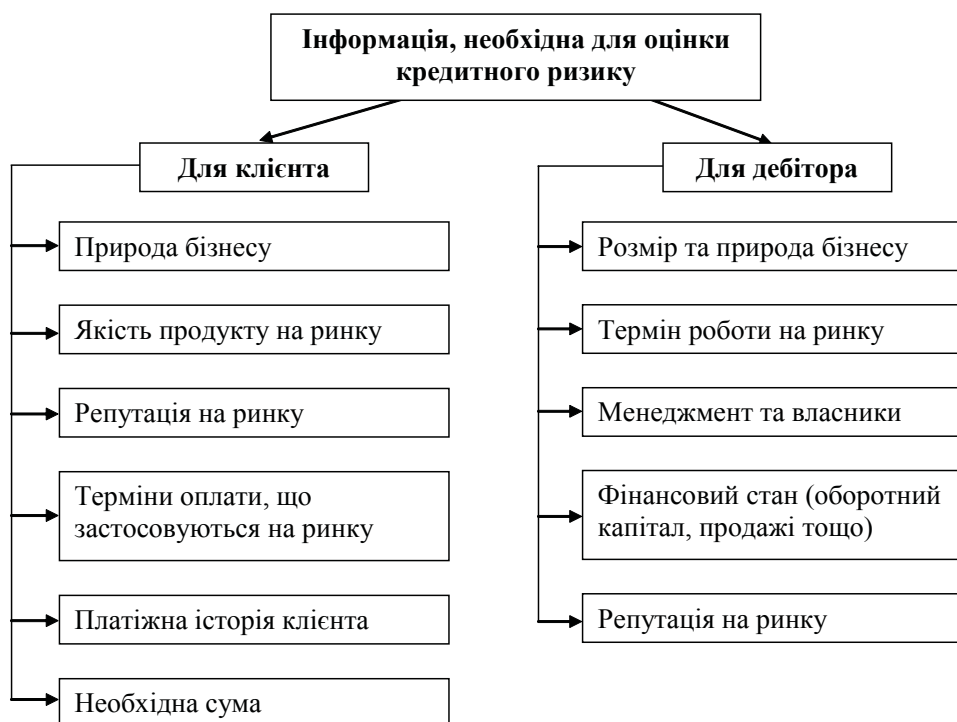 Інформація, необхідна для оцінки
кредитного ризику
Для клієнта
Природа бізнесу
Якість продукту на ринку
Репутація на ринку
Терміни оплати, що
застосовуються на ринку
Платіжна історія клієнта
Необхідна сума
Для дебітора
Розмір та природа бізнесу
Термін роботи на ринку
Менеджмент та власники
Фінансовий стан (оборотний
капітал, продажі тощо)
Репутація на ринку